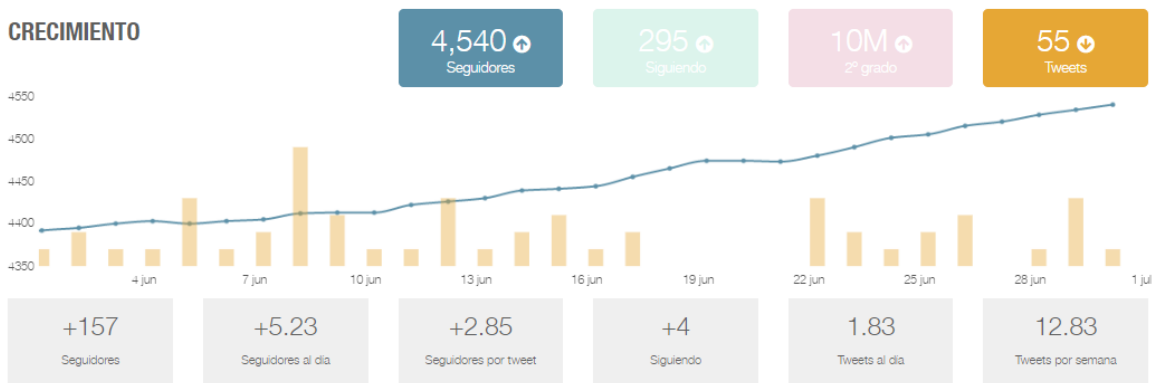 CRECIMIENTO
4,540
Seguidores
295
Siguiendo
10M
2º grado
55
Tweets
4550
4500
4450
4400
4350
4 jun
7 jun
10 jun
13 jun
16 jun
19 jun
22 jun
25 jun
28 jun
1 jul
+157
Seguidores
+5.23
Seguidores al día
+2.85
Seguidores por tweet
+4
Siguiendo
1.83
Tweets al día
12.83
Tweets por semana